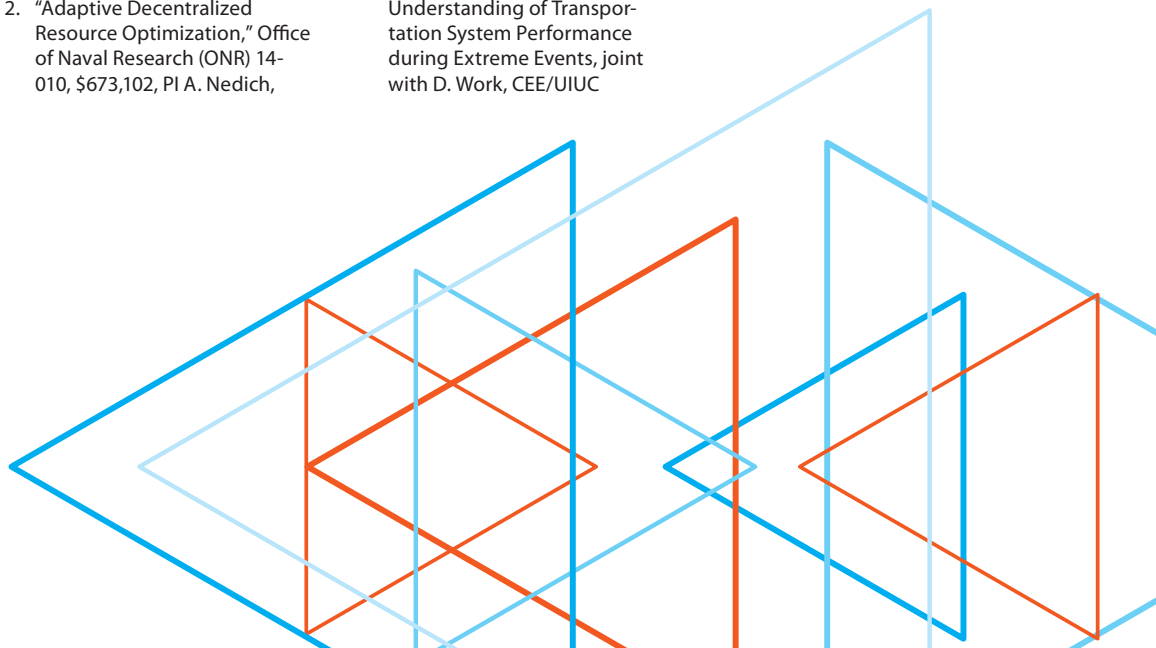 2. “Adaptive Decentralized
Resource Optimization,” Office
of Naval Research (ONR) 14-
010, $673,102, PI A. Nedich,
Understanding of Transpor-
tation System Performance
during Extreme Events, joint
with D. Work, CEE/UIUC